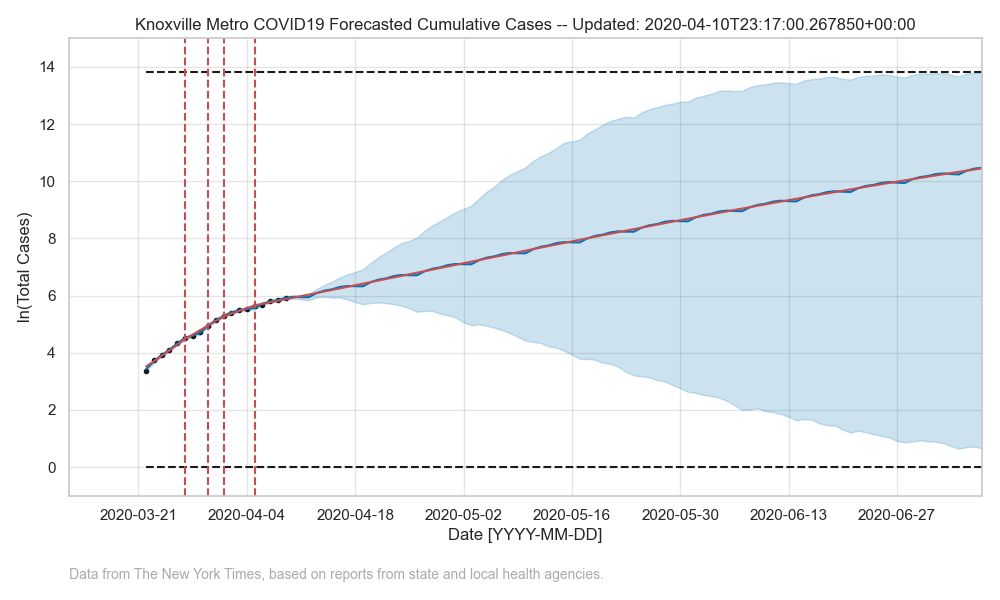 Knoxville Metro COVID19 Forecasted Cumulative Cases -- Updated: 2020-04-10T23:17:00.267850+00:00
14
12
10
8
6
4
2
0
ln(Total Cases)
2020-03-21 2020-04-04 2020-04-18 2020-05-02 2020-05-16 2020-05-30 2020-06-13 2020-06-27
Date [YYYY-MM-DD]
Data from The New York Times, based on reports from state and local health agencies.